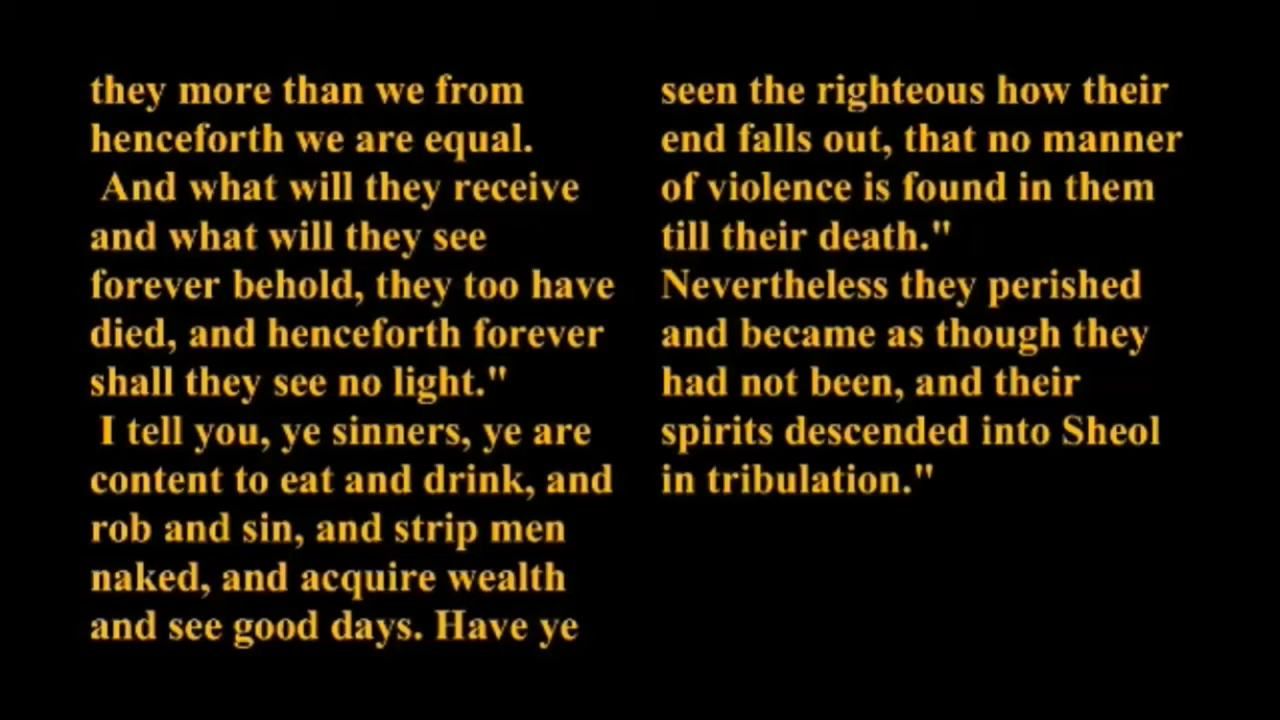 they more than we from
henceforth we are equal.
And what will they receive
and what will they see
forever behold, they too have
died, and henceforth forever
shall they see no light."
I tell you, ye sinners, ye are
content to eat and drink, and
rob and sin, and strip men
naked, and acquire wealth
and see good days. Have ye
seen the righteous how their
end falls out, that no manner
of violence is found in them
till their death."
Nevertheless they perished
and became as though they
had not been, and their
spirits descended into Sheol
in tribulation."